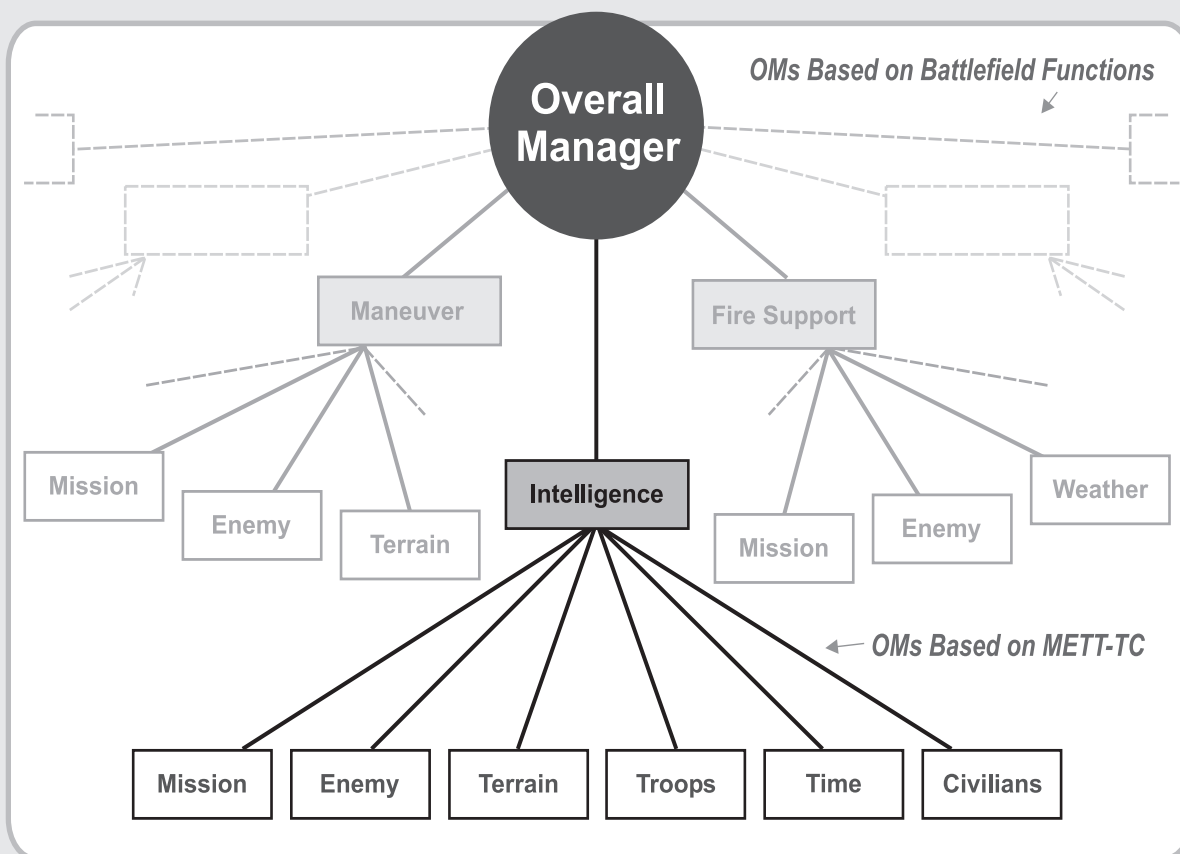 OMs Based on Battlefield Functions
Overall
Manager
Maneuver
Fire Support
Mission
Enemy
Terrain
Intelligence
Mission
Enemy
Weather
OMs Based on METT-TC
Mission
Enemy
Terrain
Troops
Time
Civilians